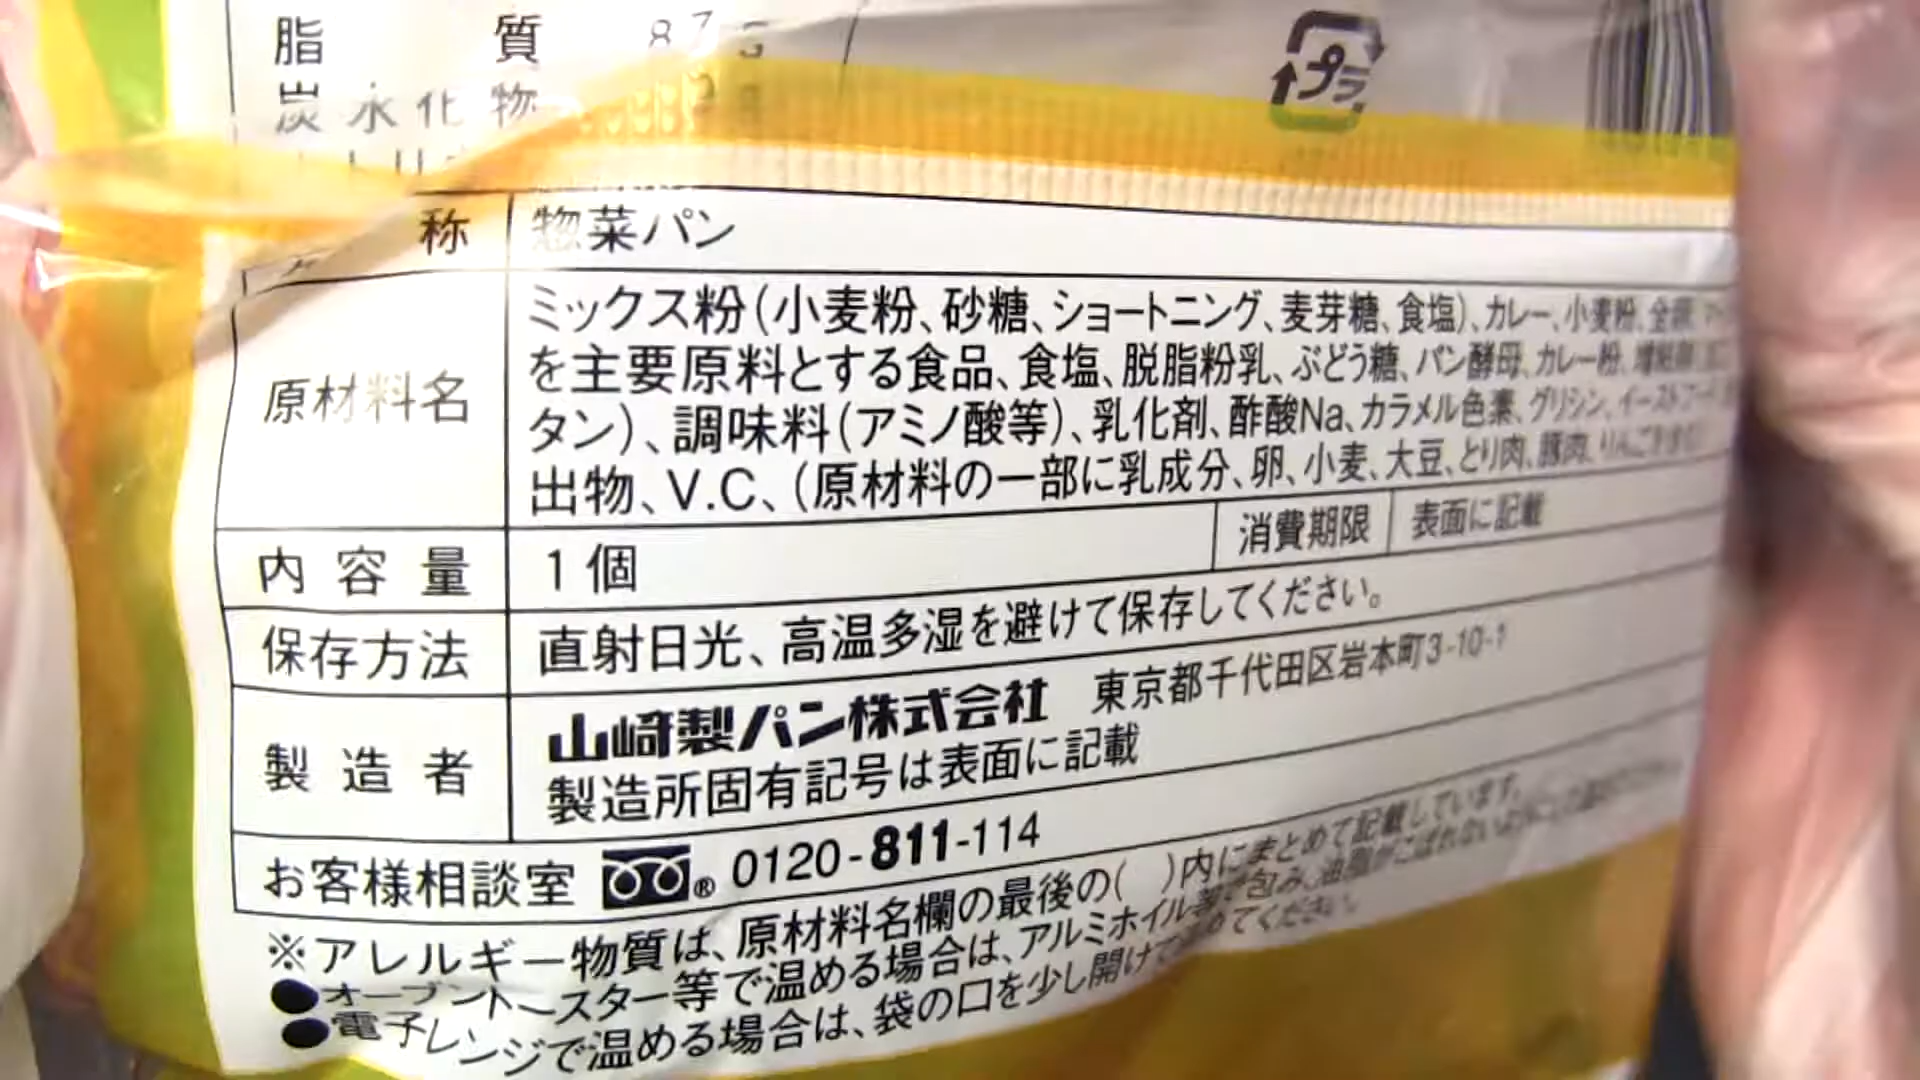 脂質
炭水化物
プラ
称 惣菜パン
原材料名
ミックス粉(小麦粉、砂糖、ショートニング、麦芽糖、食塩)、カレー、小麦粉、全卵、
を主要原料とする食品、食塩、脱脂粉乳、ぶどう糖、パン酵母、カレー粉、
タン)、調味料(アミノ酸等)、乳化剤、酢酸Na、カラメル色素、グリシン、イーストフード、
出物、V.C、(原材料の一部に乳成分、卵、小麦、大豆、とり肉、豚肉、りんごを含む)
内容量 1個 消費期限 表面に記載
保存方法 直射日光、高温多湿を避けて保存してください。
製造者 山崎製パン株式会社 東京都千代田区岩本町3-10-1
製造所固有記号は表面に記載
お客様相談室 ® 0120-811-114
※アレルギー物質は、原材料名欄の最後の( )内にまとめて記載しています。
●オーブントースター等で温める場合は、アルミホイル等で包み、油脂がこぼれないように
●電子レンジで温める場合は、袋の口を少し開けて温めてください。